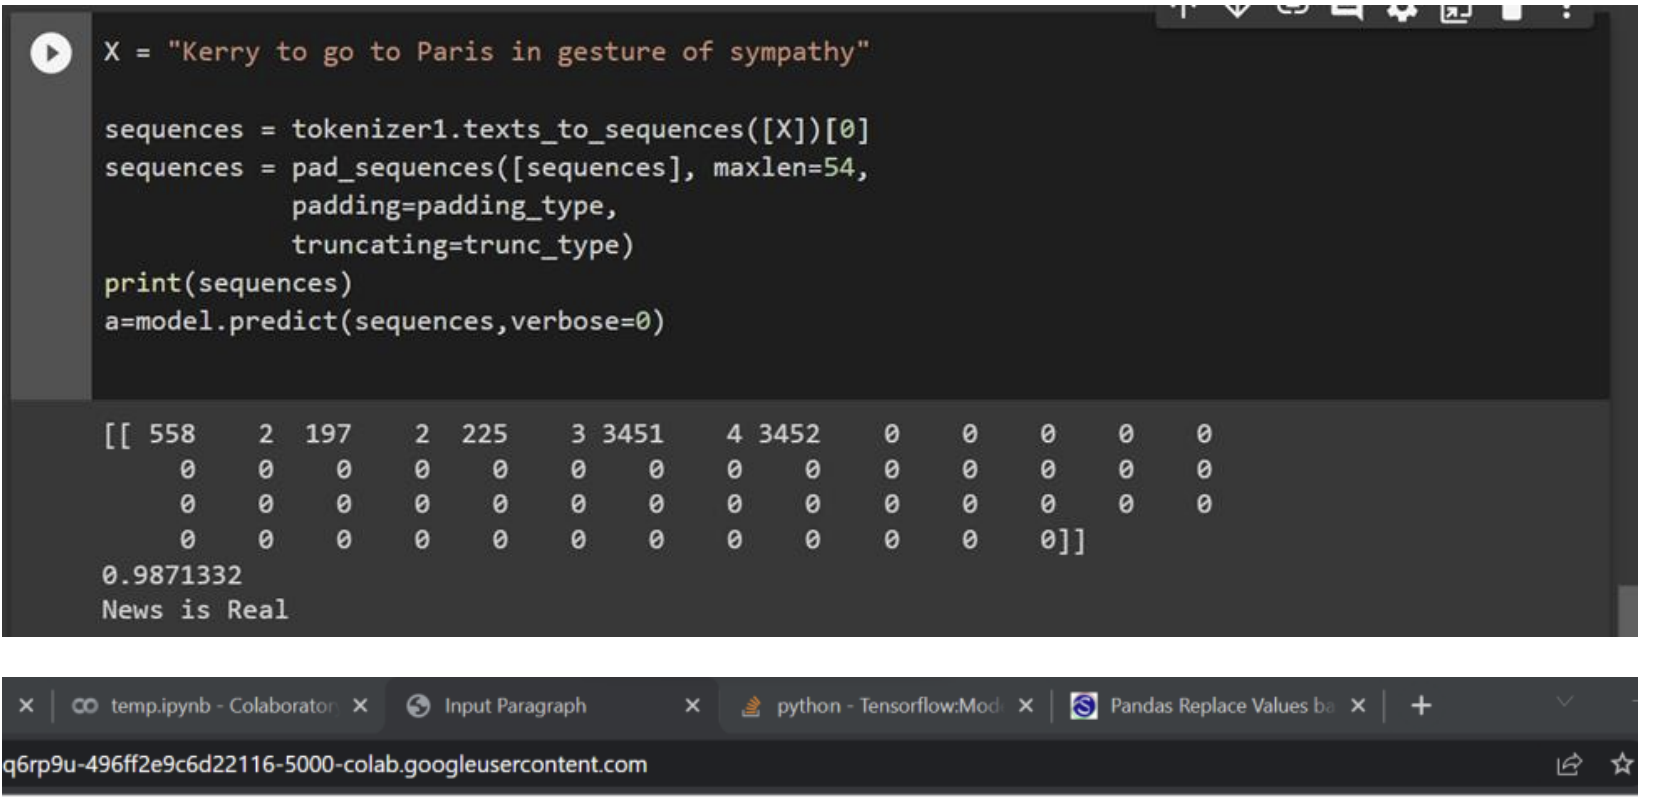 X = "Kerry to go to Paris in gesture of sympathy"
sequences = tokenizer1.texts_to_sequences([X])[0]
sequences = pad_sequences([sequences], maxlen=54,
padding=padding_type,
truncating=trunc_type)
print(sequences)
a=model.predict(sequences,verbose=0)
[[ 558 2 197 2 225 3 3451 4 3452 0 0 0 0 0
0 0 0 0 0 0 0 0 0 0 0 0 0 0
0 0 0 0 0 0 0 0 0 0 0 0 0 0
0 0 0 0 0 0 0 0 0 0 0 0]]
0.9871332
News is Real
temp.ipynb - Colaborator Input Paragraph python - Tensorflow:Mod Pandas Replace Values ba
q6rp9u-496ff2e9c6d22116-5000-colab.googleusercontent.com